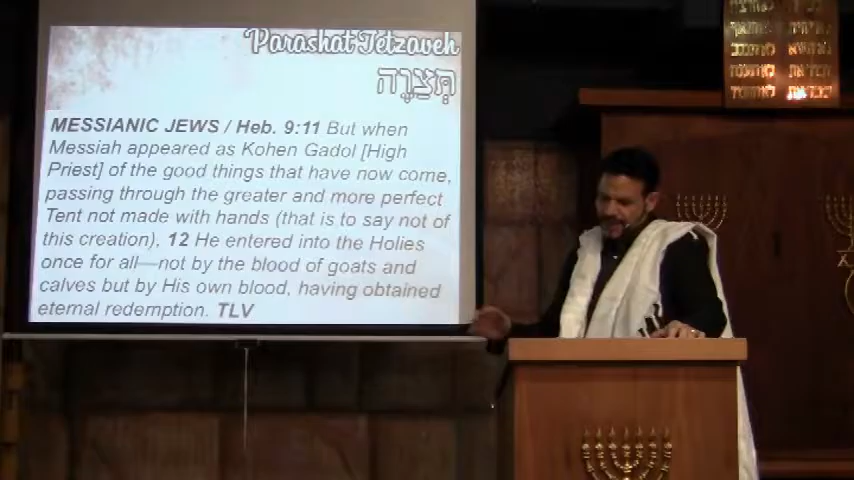 Parashat Tetzaveh
תְּצַוֶּה
MESSIANIC JEWS / Heb. 9:11 But when
Messiah appeared as Kohen Gadol [High
Priest] of the good things that have now come,
passing through the greater and more perfect
Tent not made with hands (that is to say not of
this creation), 12 He entered into the Holies
once for all—not by the blood of goats and
calves but by His own blood, having obtained
eternal redemption. TLV